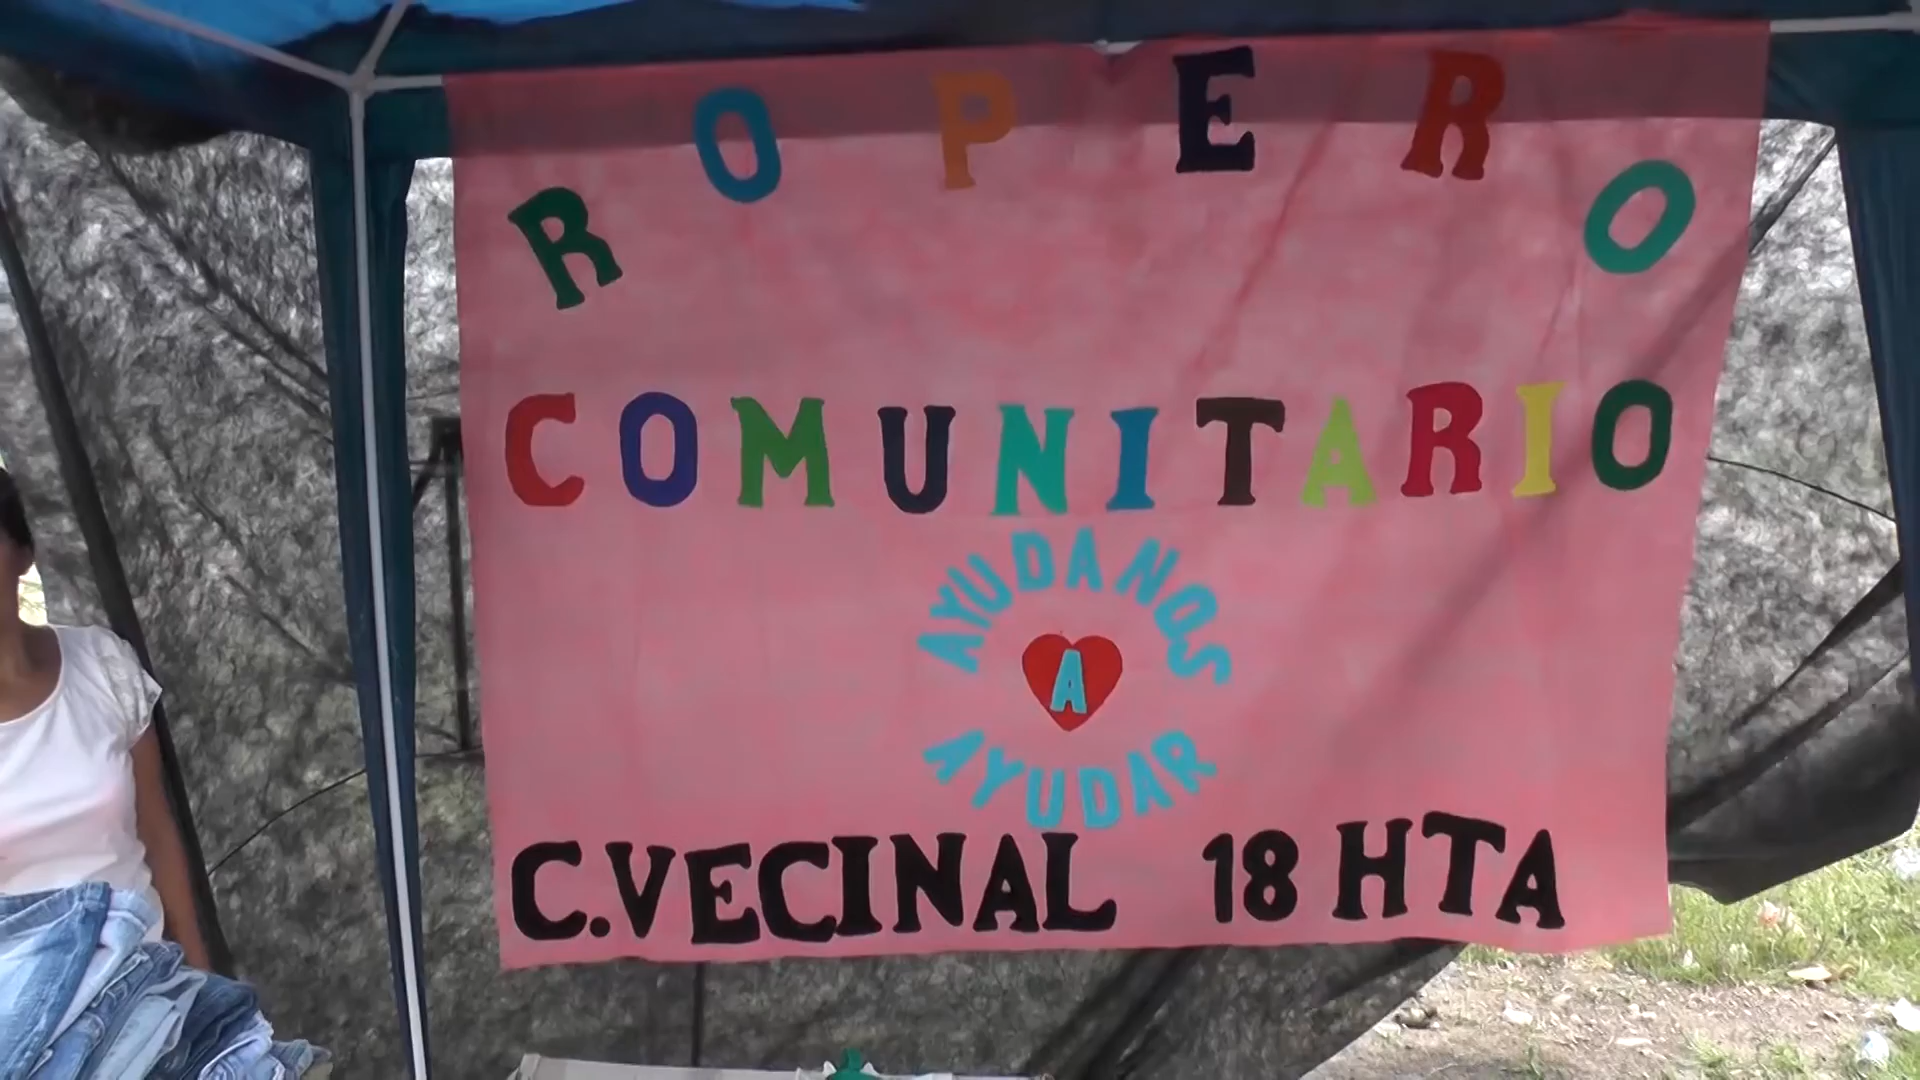 ROPERO
COMUNITARIO
AYUDANOS
A
AYUDAR
C.VECINAL 18 HTA